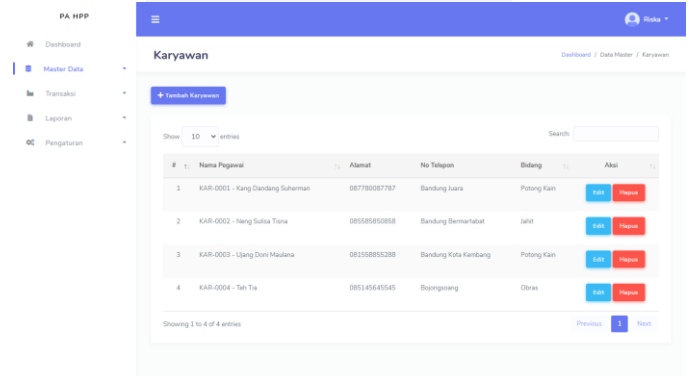 PA HPP
Riska
Dashboard
Master Data
Transaksi
Laporan
Pengaturan
Karyawan
Dashboard / Data Master / Karyawan
+ Tambah Karyawan
Show 10 entries
Search:
# Nama Pegawai Alamat No Telepon Bidang Aksi
1 KAR-0001 - Kang Dandang Suherman 087780087787 Bandung Juara Potong Kain Edit Hapus
2 KAR-0002 - Neng Sulisa Tisna 085585850858 Bandung Bermartabat Jahit Edit Hapus
3 KAR-0003 - Ujang Doni Maulana 081558855288 Bandung Kota Kembang Potong Kain Edit Hapus
4 KAR-0004 - Teh Tia 085145645545 Bojongsoang Obras Edit Hapus
Showing 1 to 4 of 4 entries
Previous 1 Next